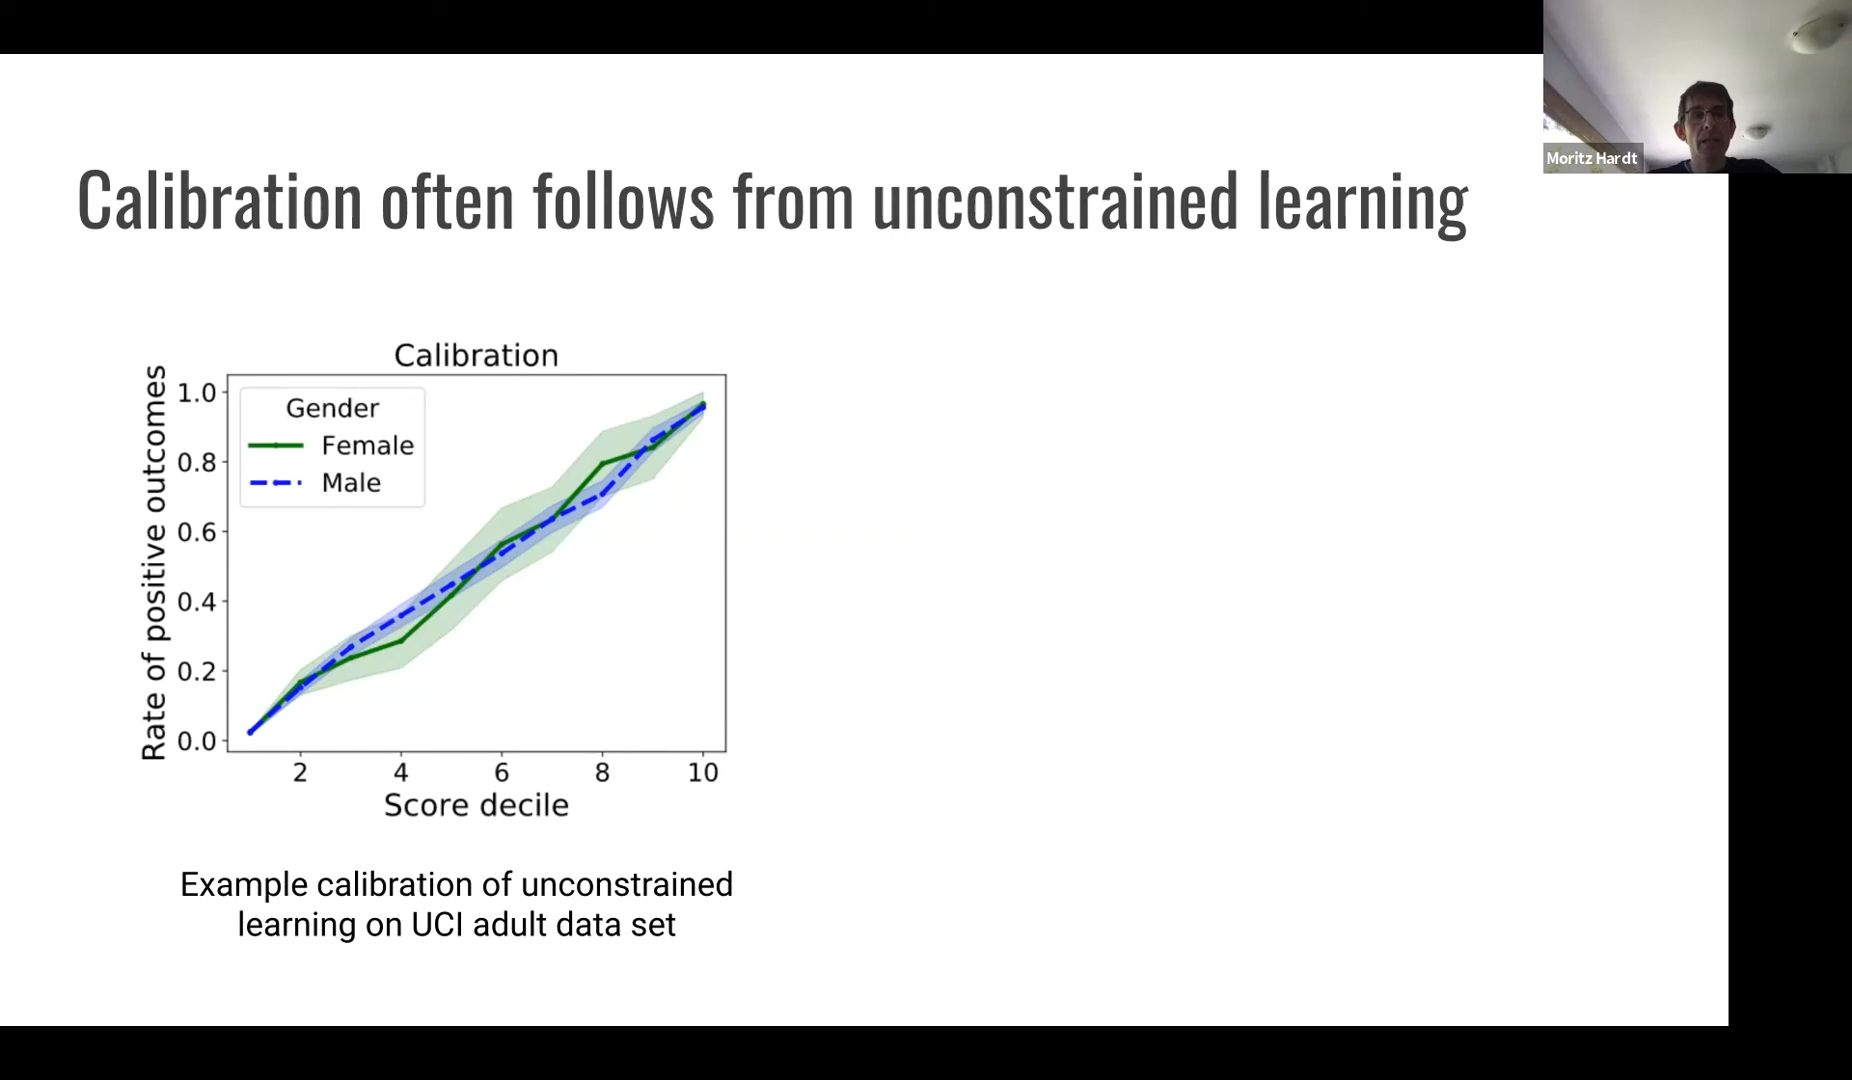 Moritz Hardt
Calibration often follows from unconstrained learning
Calibration
Rate of positive outcomes
1.0
0.8
0.6
0.4
0.2
0.0
Gender
Female
Male
2 4 6 8 10
Score decile
Example calibration of unconstrained
learning on UCI adult data set